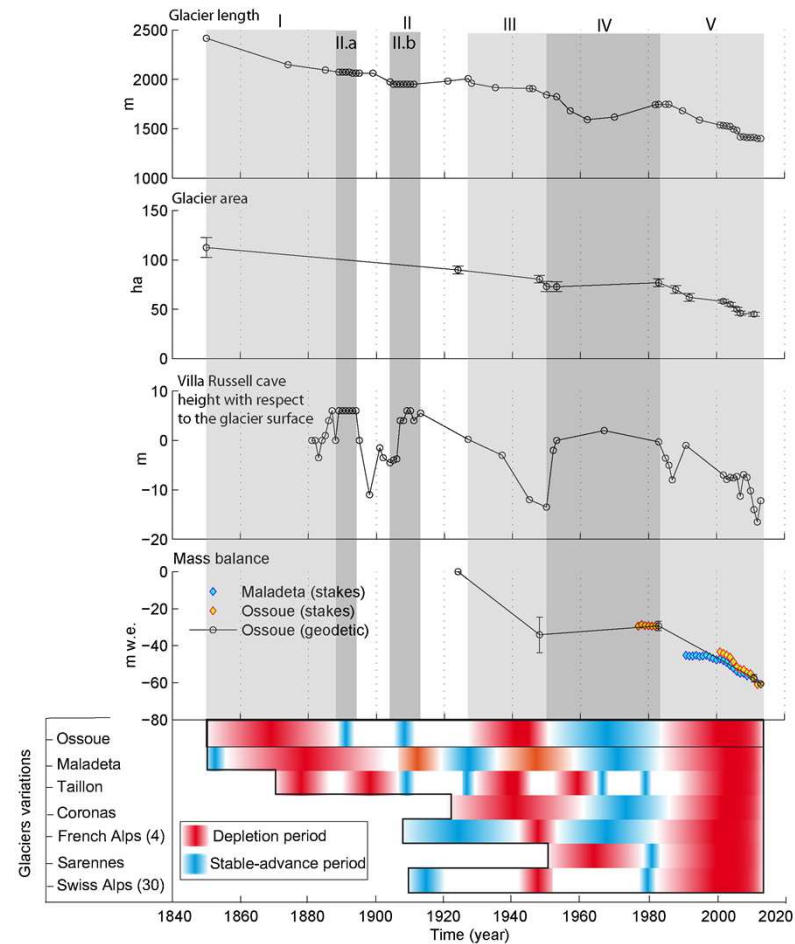 Glacier length
I II III IV V
II.a II.b
2500
2000
1500
1000
m
Glacier area
150
100
50
0
ha
Villa Russell cave
height with respect
to the glacier surface
10
0
−10
−20
m
Mass balance
0
−20
−40
−60
−80
m w.e.
Maladeta (stakes)
Ossoue (stakes)
Ossoue (geodetic)
Glaciers variations
Ossoue
Maladeta
Taillon
Coronas
French Alps (4)
Sarennes
Swiss Alps (30)
Depletion period
Stable-advance period
1840 1860 1880 1900 1920 1940 1960 1980 2000 2020
Time (year)